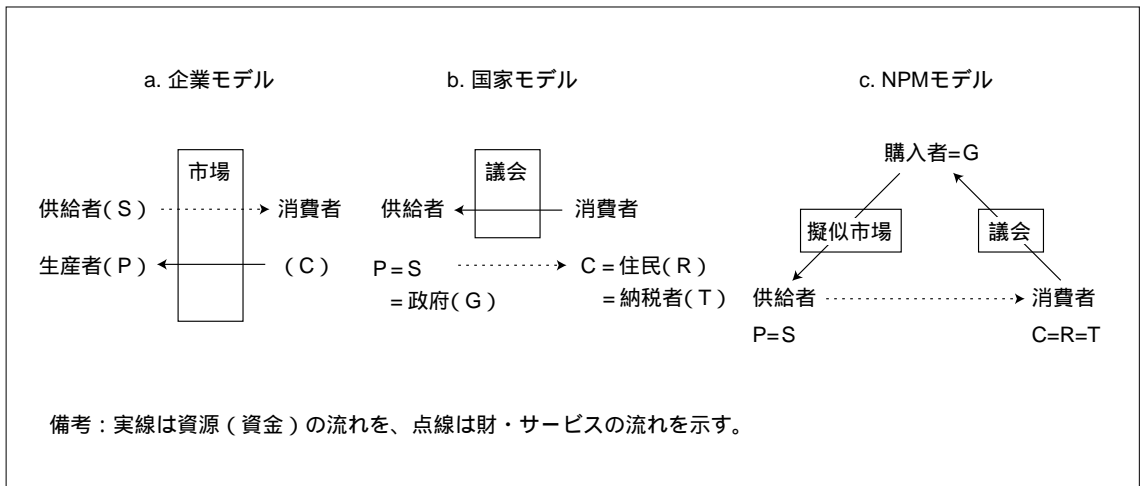 a. 企業モデル
市場
供給者(S)
消費者
生産者(P)
(C)
b. 国家モデル
議会
供給者
消費者
P=S
=政府(G)
C=住民(R)
=納税者(T)
c. NPMモデル
購入者=G
擬似市場
議会
供給者
消費者
P=S
C=R=T
備考：実線は資源(資金)の流れを、点線は財・サービスの流れを示す。